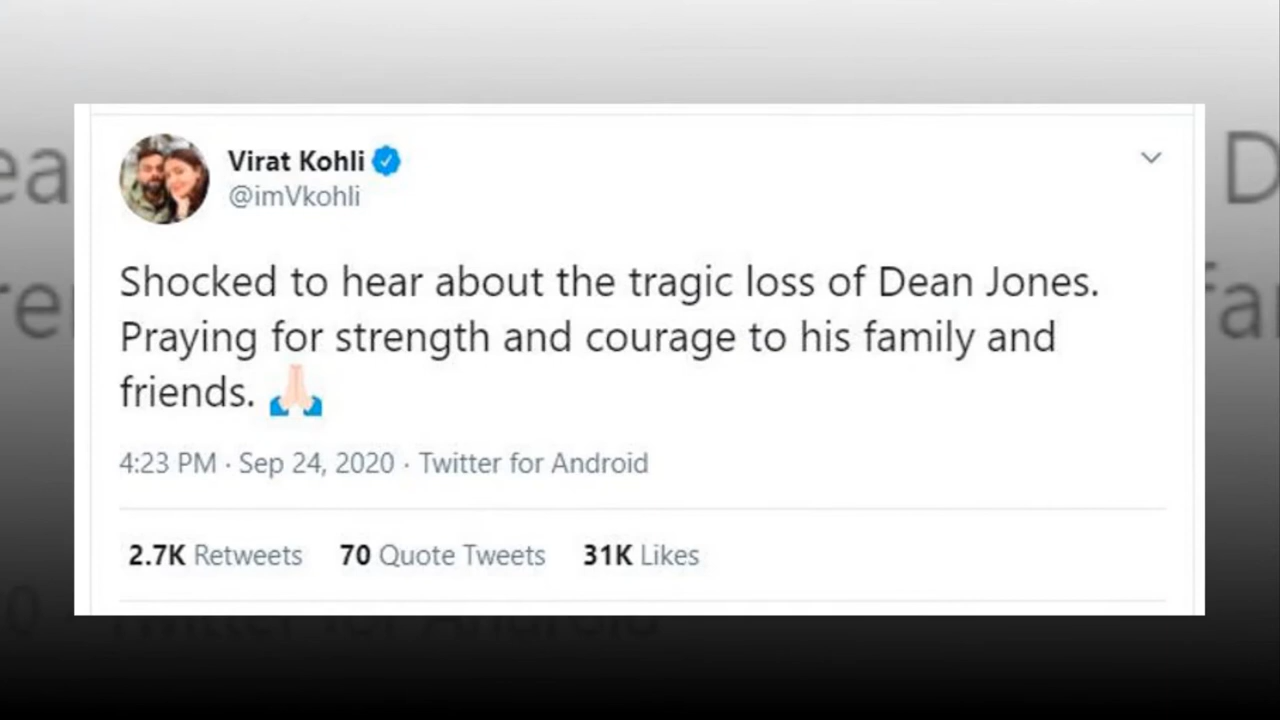 Virat Kohli
@imVkohli
Shocked to hear about the tragic loss of Dean Jones.
Praying for strength and courage to his family and
friends. 🙏🏻
4:23 PM · Sep 24, 2020 · Twitter for Android
2.7K Retweets 70 Quote Tweets 31K Likes